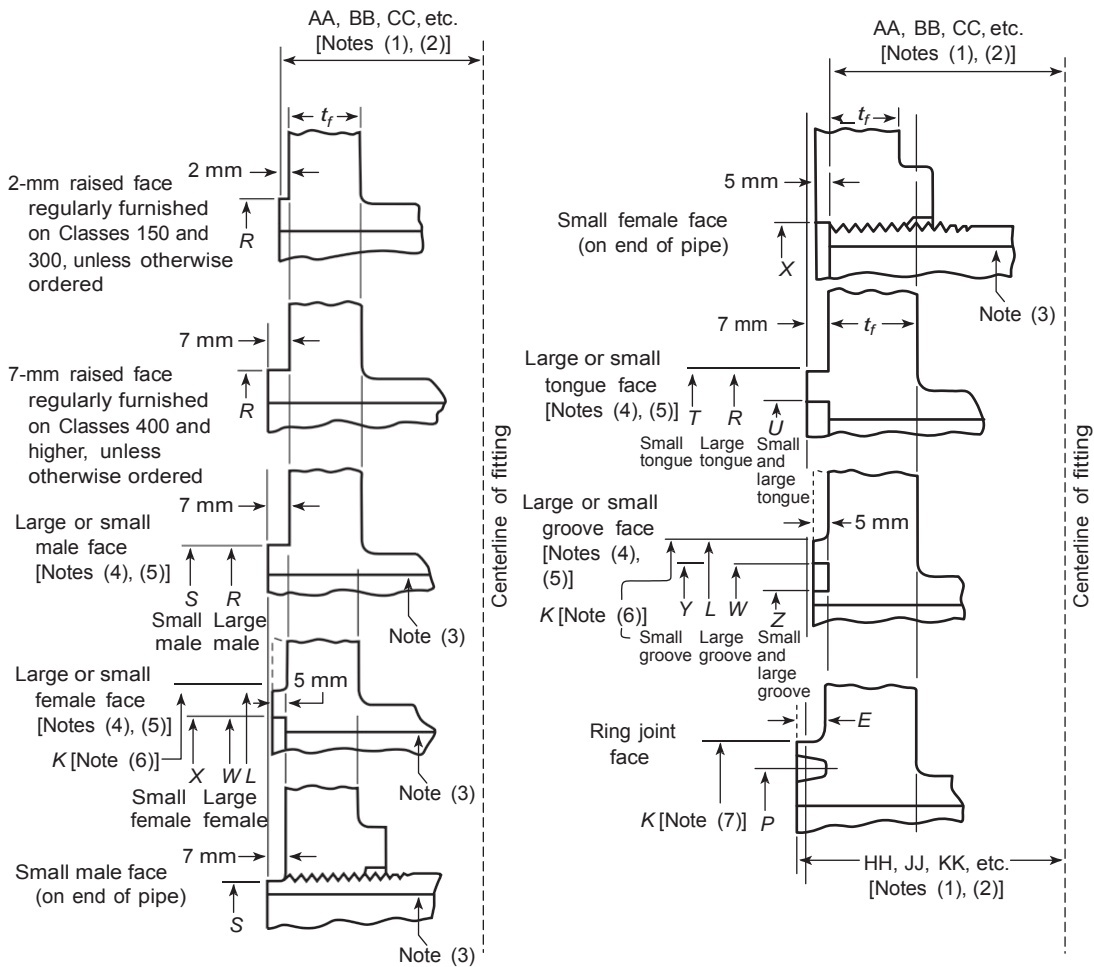 AA, BB, CC, etc.
[Notes (1), (2)]
t_f
2 mm
2-mm raised face
regularly furnished
on Classes 150 and
300, unless otherwise
ordered
R
7 mm
7-mm raised face
regularly furnished
on Classes 400 and
higher, unless
otherwise ordered
R
7 mm
Large or small
male face
[Notes (4), (5)]
S R
Small Large
male male
Note (3)
Large or small
female face
[Notes (4), (5)]
5 mm
K [Note (6)]
X W L
Small Large
female female
Note (3)
7 mm
Small male face
(on end of pipe)
S
Note (3)
Centerline of fitting
AA, BB, CC, etc.
[Notes (1), (2)]
t_f
5 mm
Small female face
(on end of pipe)
X
Note (3)
7 mm
t_f
Large or small
tongue face
[Notes (4), (5)]
T R U
Small Large Small
tongue tongue and
large
tongue
Large or small
groove face
[Notes (4),
(5)]
5 mm
K [Note (6)]
Y L W Z
Small Large Small
groove groove and
large
groove
Ring joint
face
E
K [Note (7)]
P
HH, JJ, KK, etc.
[Notes (1), (2)]
Centerline of fitting